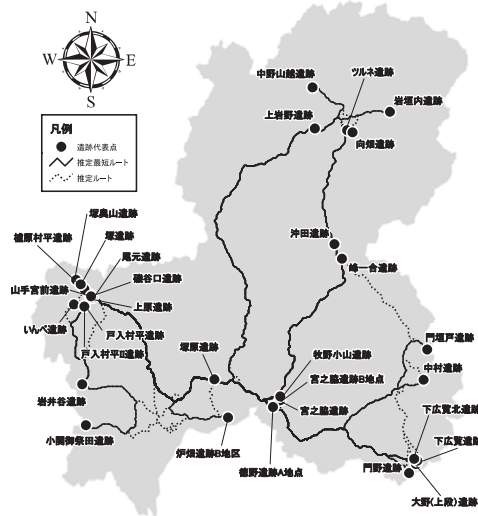 N
W E
S
凡例
遺跡代表点
推定最短ルート
推定ルート
中野山越遺跡
ツルネ遺跡
岩垣内遺跡
上岩野遺跡
向畑遺跡
沖田遺跡
峰一合遺跡
塚奥山遺跡
櫨原村平遺跡
塚遺跡
尾元遺跡
山手宮前遺跡
磯谷口遺跡
上原遺跡
いんべ遺跡
戸入村平遺跡
戸入村平Ⅱ遺跡
塚原遺跡
岩井谷遺跡
小関御祭田遺跡
炉畑遺跡B地区
牧野小山遺跡
宮之脇遺跡B地点
宮之脇遺跡
徳野遺跡A地点
門垣戸遺跡
中村遺跡
下広覧北遺跡
下広覧遺跡
門野遺跡
大野(上段)遺跡